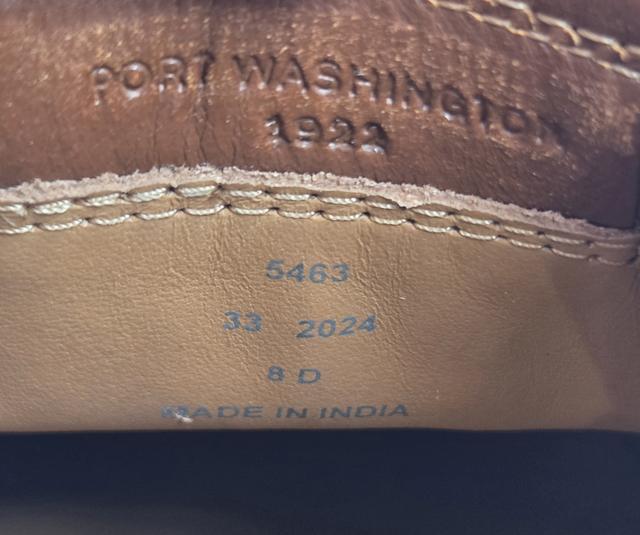 PORT WASHINGTON
1922
5463
33 2024
8 D
MADE IN INDIA